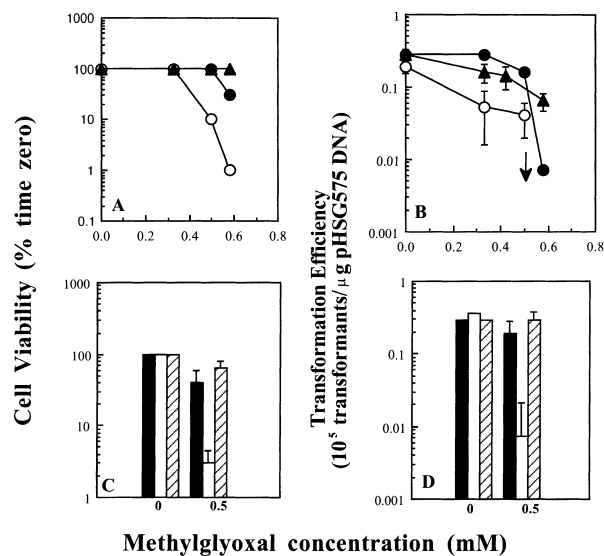 Cell Viability (% time zero)
1000
100
10
1
0.1
A
0.0 0.2 0.4 0.6 0.8
Transformation Efficiency
(10⁵ transformants/µg pHSG575 DNA)
1
0.1
0.01
0.001
B
0.0 0.2 0.4 0.6 0.8
1000
100
10
1
C
0 0.5
1
0.1
0.01
0.001
D
0 0.5
Methylglyoxal concentration (mM)